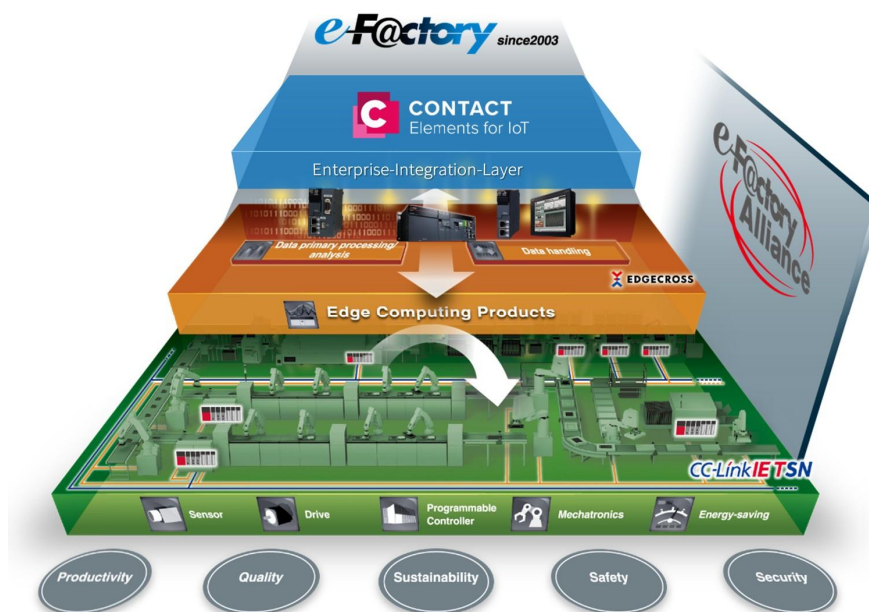 e-F@ctory since2003
CONTACT
Elements for IoT
Enterprise-Integration-Layer
Data primary processing/
analysis
Data handling
EDGECROSS
Edge Computing Products
e-F@ctory
Alliance
CC-Link IE TSN
Sensor
Drive
Programmable
Controller
Mechatronics
Energy-saving
Productivity
Quality
Sustainability
Safety
Security